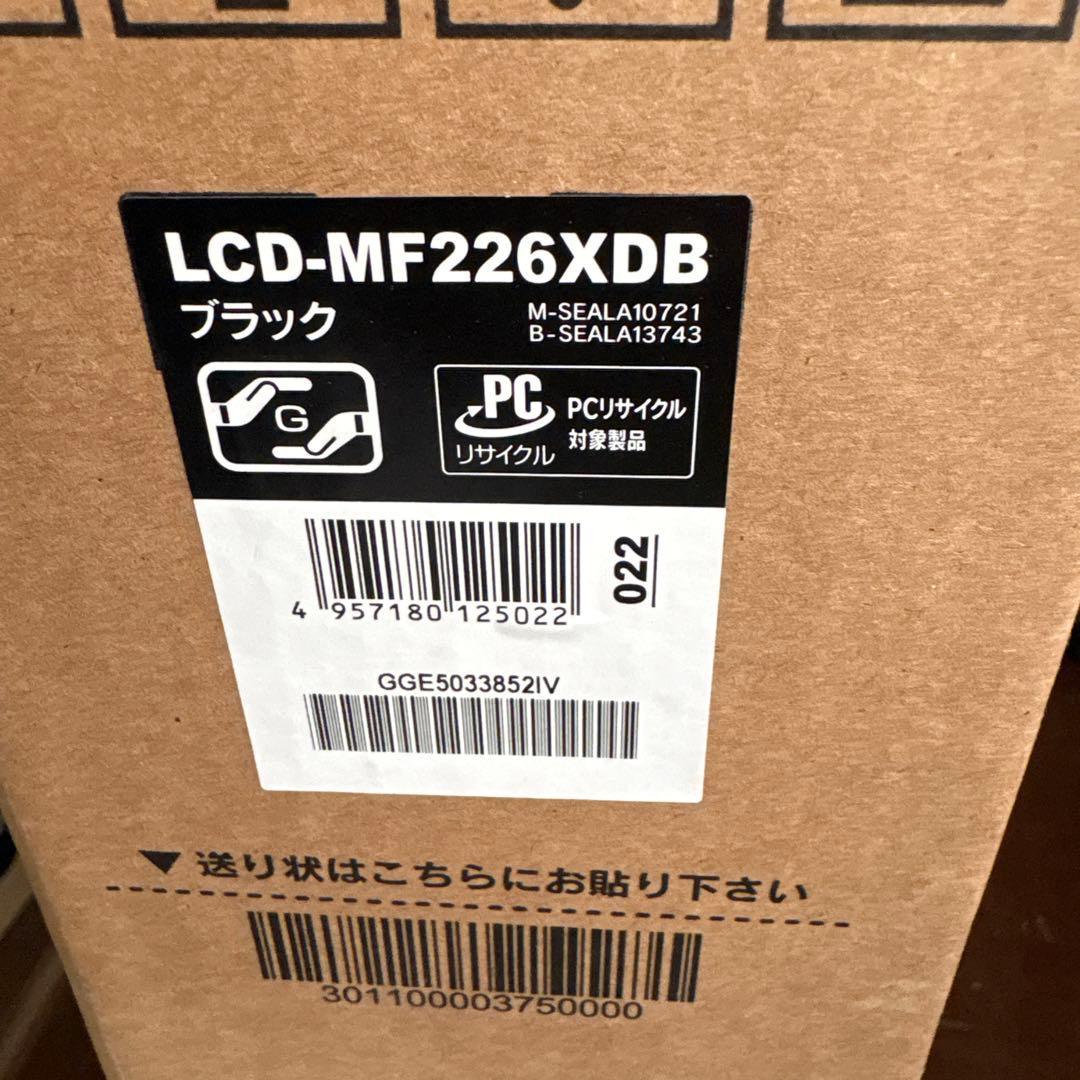 LCD-MF226XDB
ブラック
M-SEALA10721
B-SEALA13743
G
PC
リサイクル
PCリサイクル
対象製品
4 957180 125022
022
GGE5033852IV
▼送り状はこちらにお貼り下さい
301100003750000